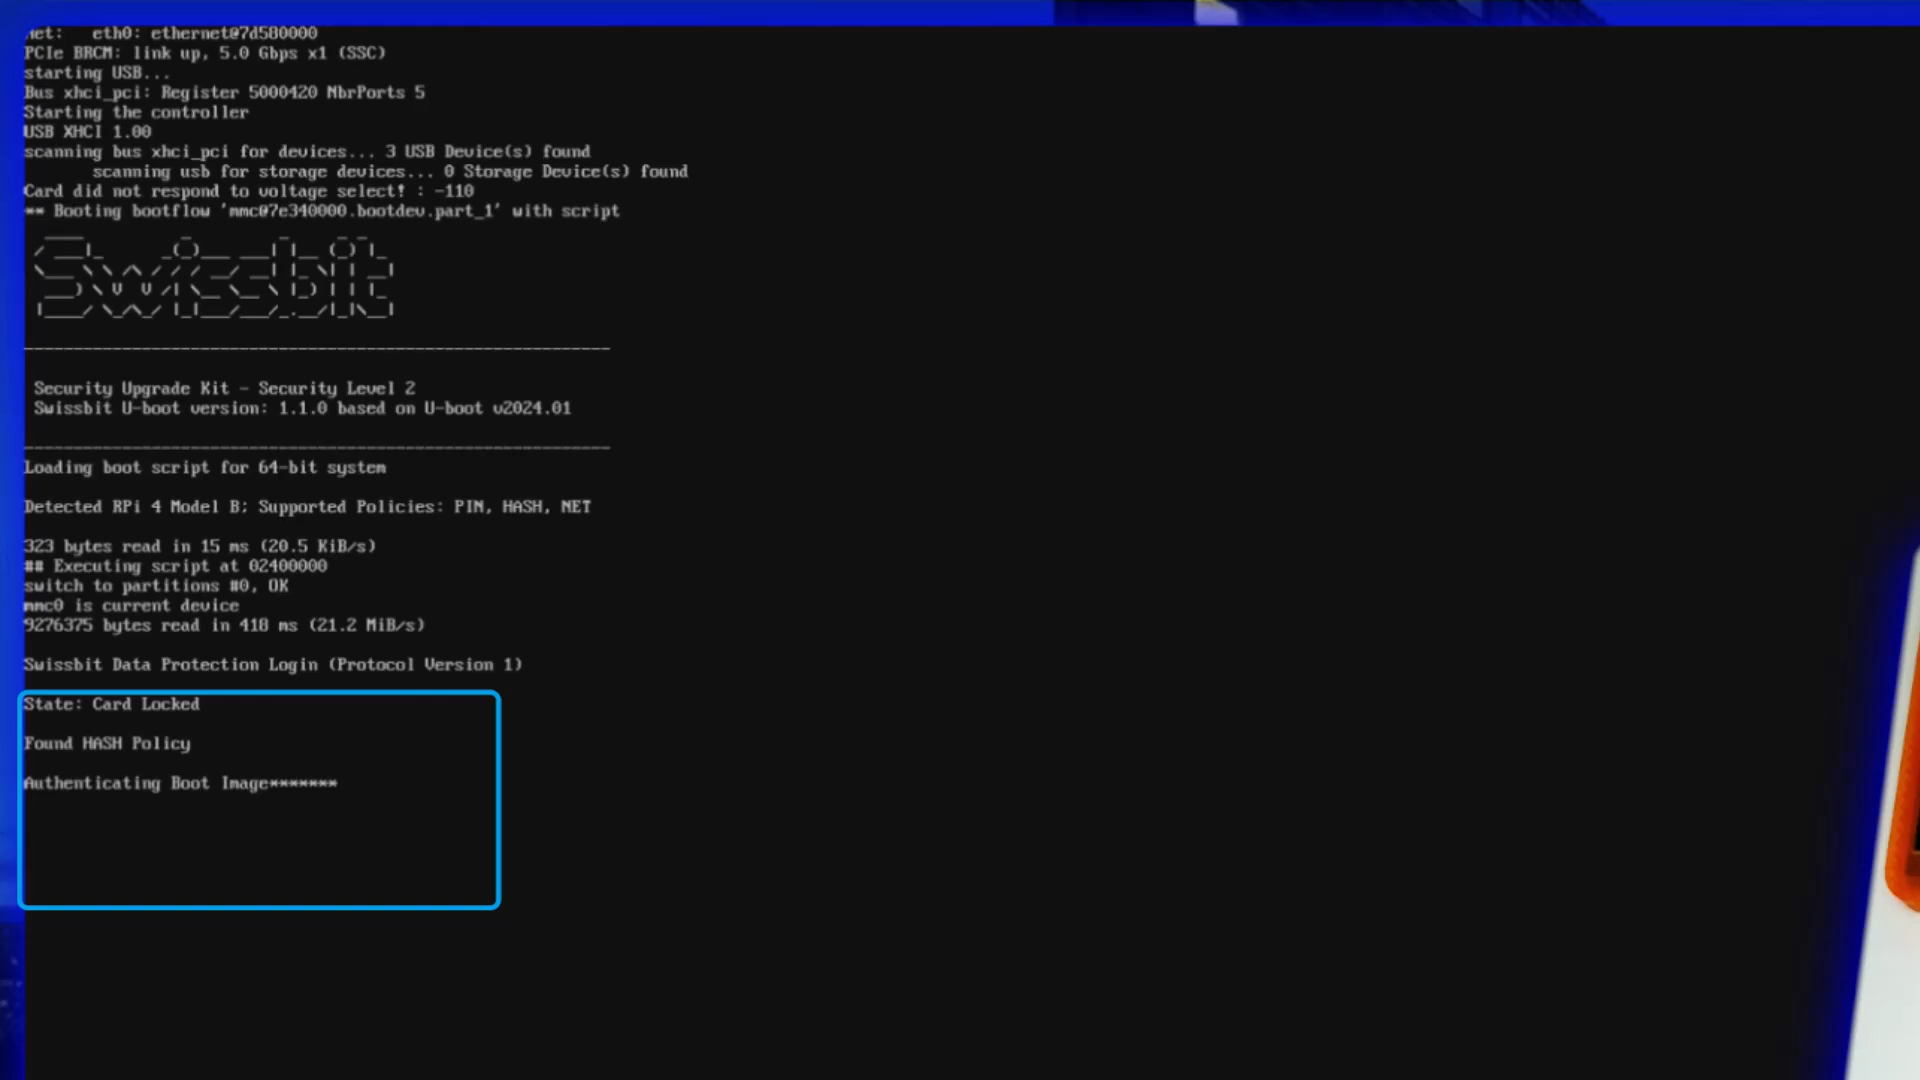 net:   eth0: ethernet@7d580000
PCIe BRCM: link up, 5.0 Gbps x1 (SSC)
starting USB...
Bus xhci_pci: Register 5000420 NbrPorts 5
Starting the controller
USB XHCI 1.00
scanning bus xhci_pci for devices... 3 USB Device(s) found
scanning usb for storage devices... 0 Storage Device(s) found
Card did not respond to voltage select! : -110
** Booting bootflow 'mmc@7e340000.bootdev.part_1' with script
Swissbit
Security Upgrade Kit - Security Level 2
Swissbit U-boot version: 1.1.0 based on U-boot v2024.01
Loading boot script for 64-bit system
Detected RPi 4 Model B; Supported Policies: PIN, HASH, NET
323 bytes read in 15 ms (20.5 KiB/s)
## Executing script at 02400000
switch to partitions #0, OK
mmc0 is current device
9276375 bytes read in 418 ms (21.2 MiB/s)
Swissbit Data Protection Login (Protocol Version 1)
State: Card Locked
Found HASH Policy
Authenticating Boot Image*******